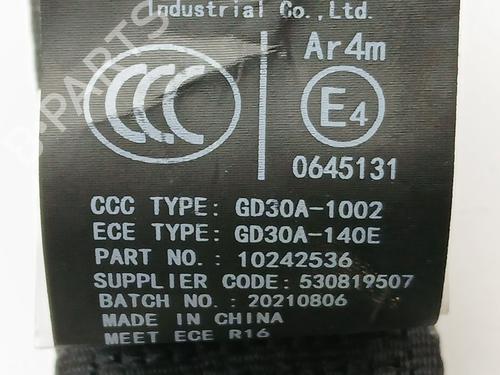 Industrial Co.,Ltd.
CCC
Ar4m
E4
0645131
CCC TYPE: GD30A-1002
ECE TYPE: GD30A-140E
PART NO.: 10242536
SUPPLIER CODE: 530819507
BATCH NO.: 20210806
MADE IN CHINA
MEET ECE R16
B-PARTS